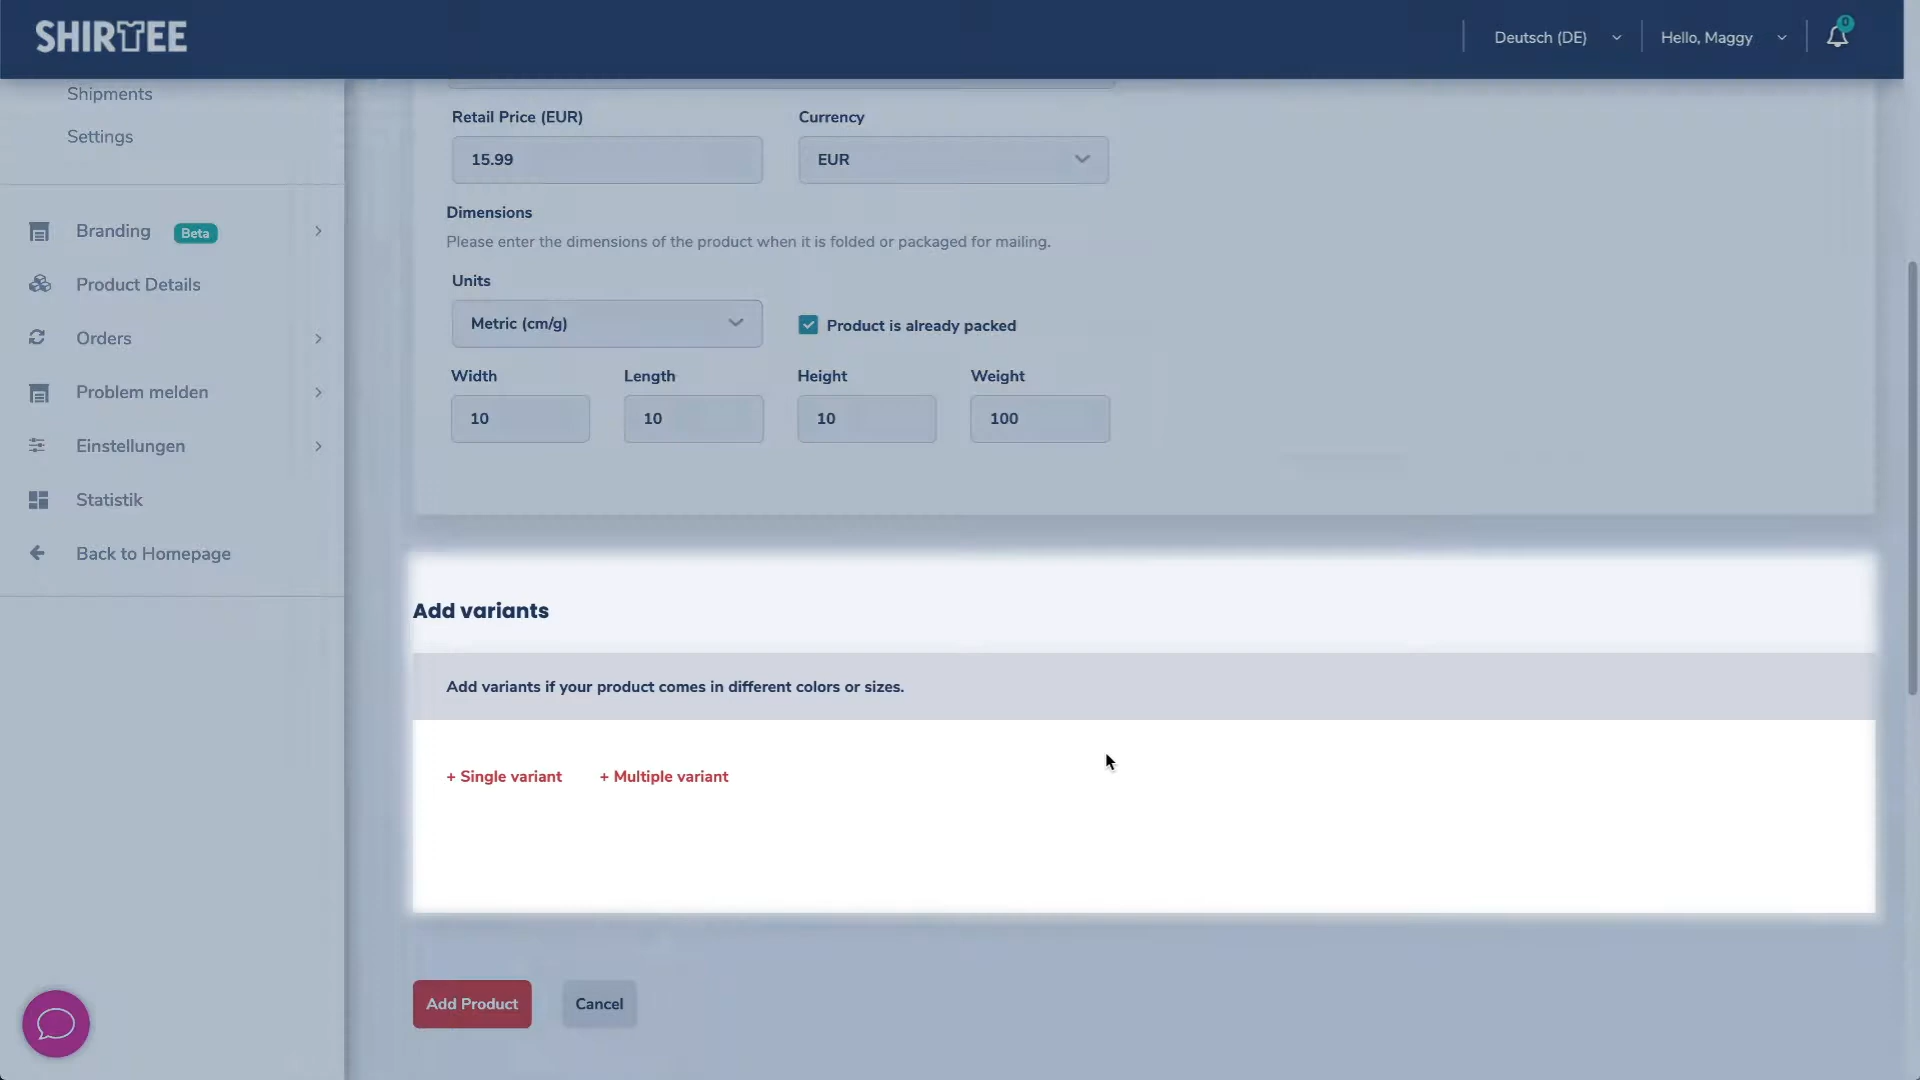 SHIRTEE
Deutsch (DE)
Hello, Maggy
0
Shipments
Settings
Branding Beta
Product Details
Orders
Problem melden
Einstellungen
Statistik
Back to Homepage
Retail Price (EUR) Currency
15.99 EUR
Dimensions
Please enter the dimensions of the product when it is folded or packaged for mailing.
Units
Metric (cm/g) Product is already packed
Width Length Height Weight
10 10 10 100
Add variants
Add variants if your product comes in different colors or sizes.
+ Single variant + Multiple variant
Add Product Cancel